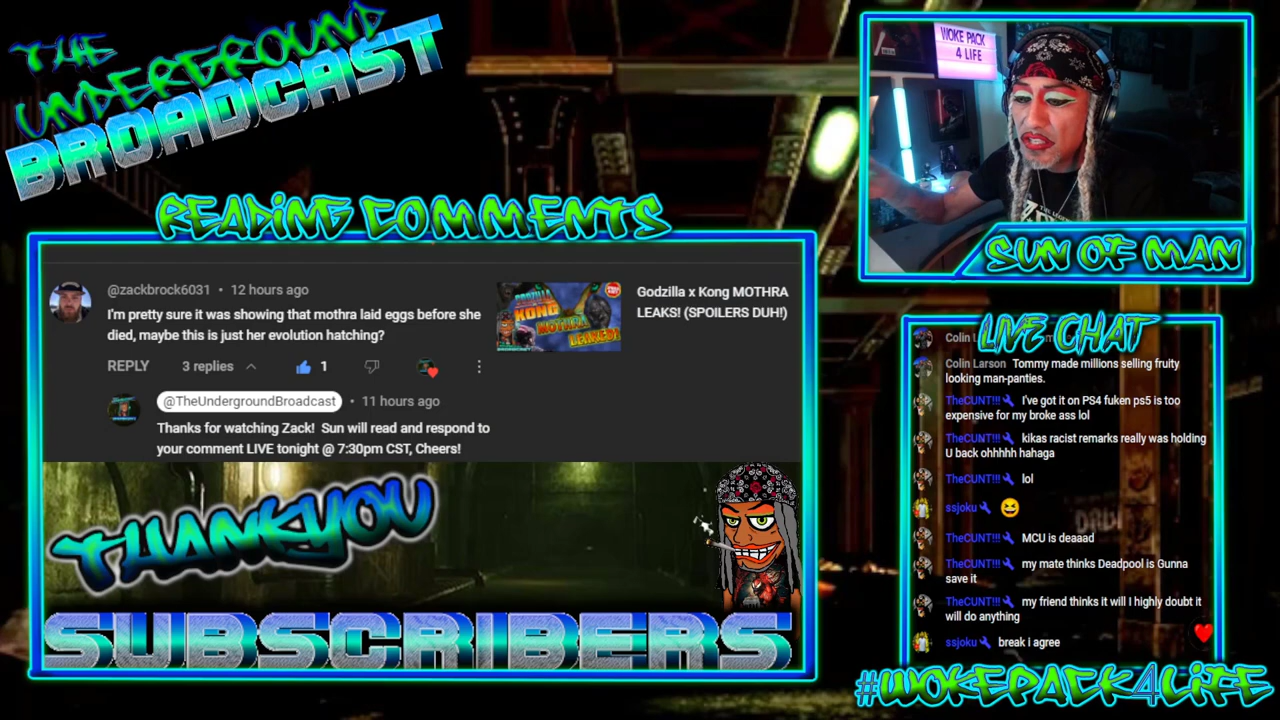 THE
UNDERGROUND
BROADCAST
READING COMMENTS
@zackbrock6031 • 12 hours ago
I'm pretty sure it was showing that mothra laid eggs before she
died, maybe this is just her evolution hatching?
REPLY 3 replies 1
@TheUndergroundBroadcast • 11 hours ago
Thanks for watching Zack! Sun will read and respond to
your comment LIVE tonight @ 7:30pm CST, Cheers!
GODZILLA
KONG
MOTHRA
LEAKED!
Godzilla x Kong MOTHRA
LEAKS! (SPOILERS DUH!)
THANKYOU
SUBSCRIBERS
WOKE PACK
4 LIFE
SUN OF MAN
LIVE CHAT
Colin
Colin Larson Tommy made millions selling fruity
looking man-panties.
TheCUNT!!! I've got it on PS4 fuken ps5 is too
expensive for my broke ass lol
TheCUNT!!! kikas racist remarks really was holding
U back ohhhhh hahaga
TheCUNT!!! lol
ssjoku 😆
TheCUNT!!! MCU is deaaad
TheCUNT!!! my mate thinks Deadpool is Gunna
save it
TheCUNT!!! my friend thinks it will I highly doubt it
will do anything
ssjoku break i agree
#WOKEPACK4LIFE